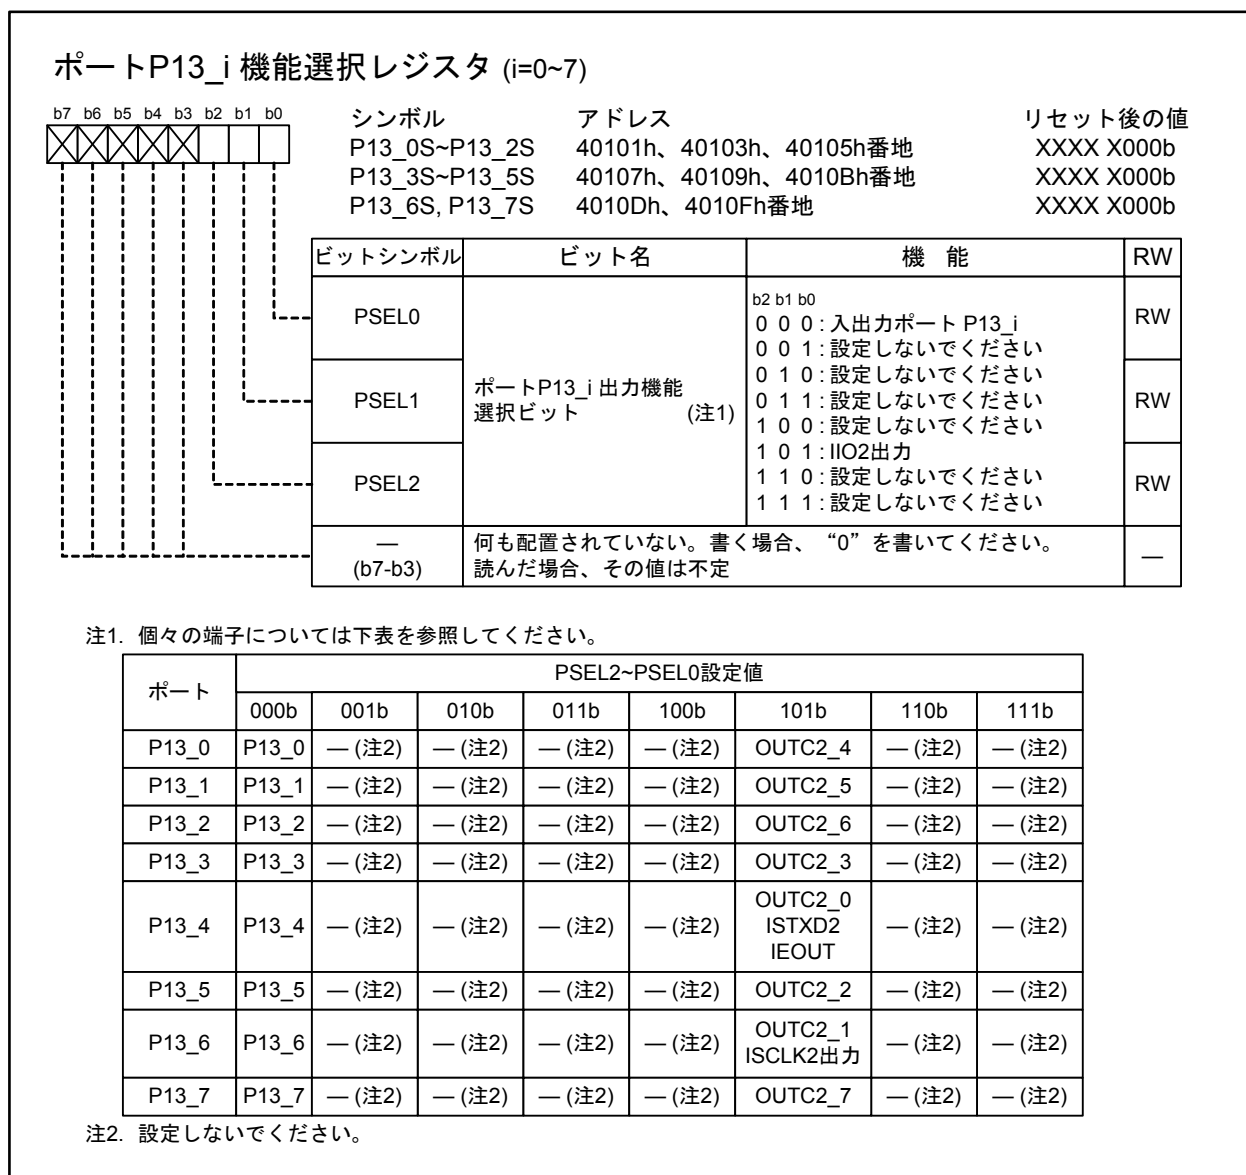 ポートP13_i 機能選択レジスタ (i=0~7)
b7 b6 b5 b4 b3 b2 b1 b0
シンボル アドレス リセット後の値
P13_0S~P13_2S 40101h、40103h、40105h番地 XXXX X000b
P13_3S~P13_5S 40107h、40109h、4010Bh番地 XXXX X000b
P13_6S, P13_7S 4010Dh、4010Fh番地 XXXX X000b
ビットシンボル ビット名 機 能 RW
PSEL0 RW
PSEL1 RW
PSEL2 RW
ポートP13_i 出力機能
選択ビット (注1)
b2 b1 b0
0 0 0 : 入出力ポート P13_i
0 0 1 : 設定しないでください
0 1 0 : 設定しないでください
0 1 1 : 設定しないでください
1 0 0 : 設定しないでください
1 0 1 : IIO2出力
1 1 0 : 設定しないでください
1 1 1 : 設定しないでください
—
(b7-b3)
何も配置されていない。書く場合、“0”を書いてください。
読んだ場合、その値は不定
—
注1. 個々の端子については下表を参照してください。
ポート PSEL2~PSEL0設定値
000b 001b 010b 011b 100b 101b 110b 111b
P13_0 P13_0 — (注2) — (注2) — (注2) — (注2) OUTC2_4 — (注2) — (注2)
P13_1 P13_1 — (注2) — (注2) — (注2) — (注2) OUTC2_5 — (注2) — (注2)
P13_2 P13_2 — (注2) — (注2) — (注2) — (注2) OUTC2_6 — (注2) — (注2)
P13_3 P13_3 — (注2) — (注2) — (注2) — (注2) OUTC2_3 — (注2) — (注2)
P13_4 P13_4 — (注2) — (注2) — (注2) — (注2) OUTC2_0 ISTXD2 IEOUT — (注2) — (注2)
P13_5 P13_5 — (注2) — (注2) — (注2) — (注2) OUTC2_2 — (注2) — (注2)
P13_6 P13_6 — (注2) — (注2) — (注2) — (注2) OUTC2_1 ISCLK2出力 — (注2) — (注2)
P13_7 P13_7 — (注2) — (注2) — (注2) — (注2) OUTC2_7 — (注2) — (注2)
注2. 設定しないでください。